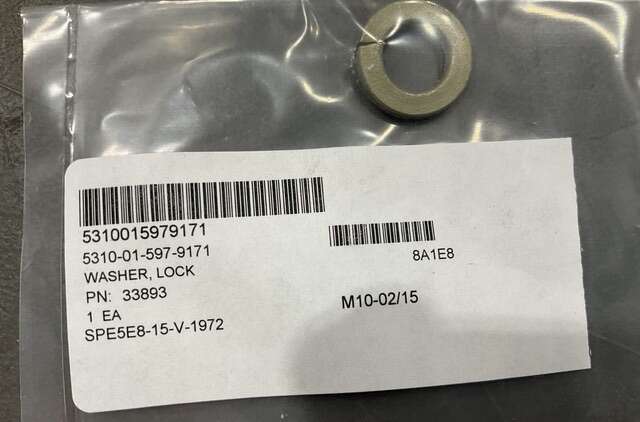 5310015979171
5310-01-597-9171
WASHER, LOCK
PN: 33893
1 EA
SPE5E8-15-V-1972
8A1E8
M10-02/15